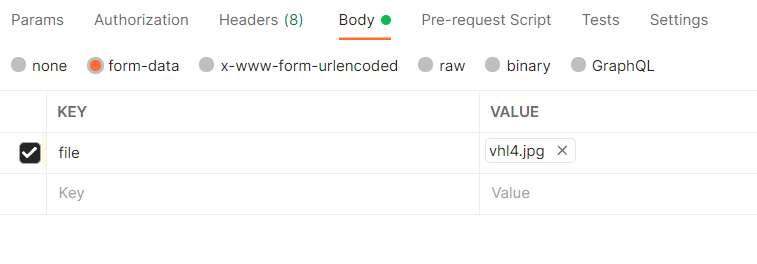 Params Authorization Headers (8) Body Pre-request Script Tests Settings
none form-data x-www-form-urlencoded raw binary GraphQL
KEY VALUE
file vhl4.jpg
Key Value